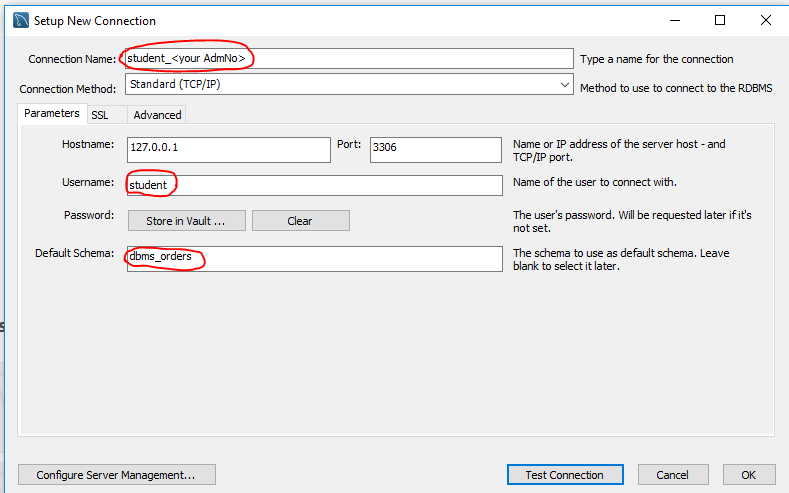 Setup New Connection
Connection Name: student_<your AdmNo> Type a name for the connection
Connection Method: Standard (TCP/IP) Method to use to connect to the RDBMS
Parameters SSL Advanced
Hostname: 127.0.0.1 Port: 3306 Name or IP address of the server host - and
TCP/IP port.
Username: student Name of the user to connect with.
Password: Store in Vault ... Clear The user's password. Will be requested later if it's
not set.
Default Schema: dbms_orders The schema to use as default schema. Leave
blank to select it later.
Configure Server Management... Test Connection Cancel OK